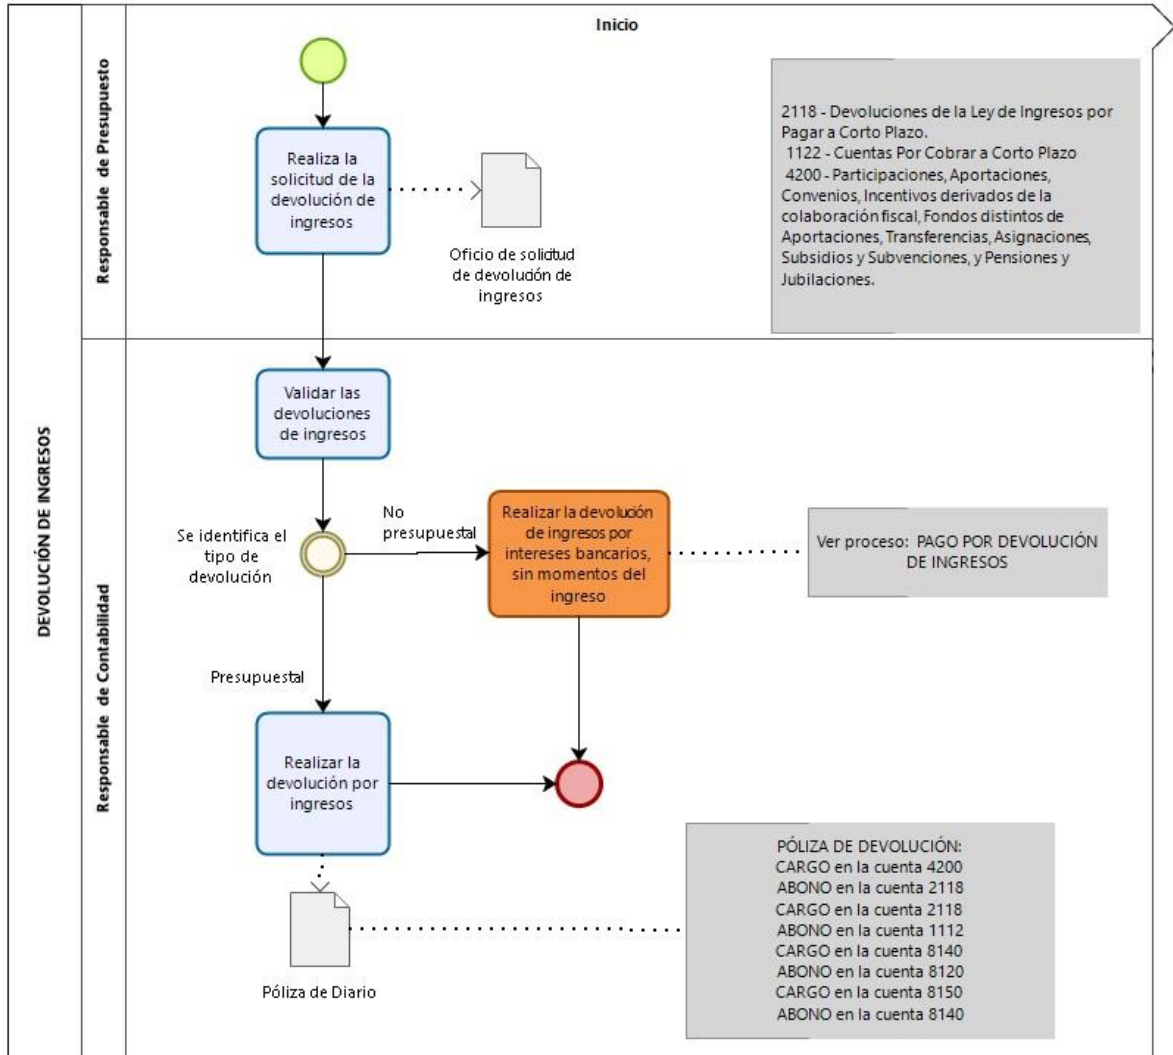 DEVOLUCIÓN DE INGRESOS
Responsable de Presupuesto
Inicio
Realiza la
solicitud de la
devolución de
ingresos
Oficio de solicitud
de devolución de
ingresos
2118 - Devoluciones de la Ley de Ingresos por
Pagar a Corto Plazo.
1122 - Cuentas Por Cobrar a Corto Plazo
4200 - Participaciones, Aportaciones,
Convenios, Incentivos derivados de la
colaboración fiscal, Fondos distintos de
Aportaciones, Transferencias, Asignaciones,
Subsidios y Subvenciones, y Pensiones y
Jubilaciones.
Responsable de Contabilidad
Validar las
devoluciones
de ingresos
Se identifica el
tipo de
devolución
No
presupuestal
Realizar la devolución
de ingresos por
intereses bancarios,
sin momentos del
ingreso
Ver proceso: PAGO POR DEVOLUCIÓN
DE INGRESOS
Presupuestal
Realizar la
devolución por
ingresos
Póliza de Diario
PÓLIZA DE DEVOLUCIÓN:
CARGO en la cuenta 4200
ABONO en la cuenta 2118
CARGO en la cuenta 2118
ABONO en la cuenta 1112
CARGO en la cuenta 8140
ABONO en la cuenta 8120
CARGO en la cuenta 8150
ABONO en la cuenta 8140